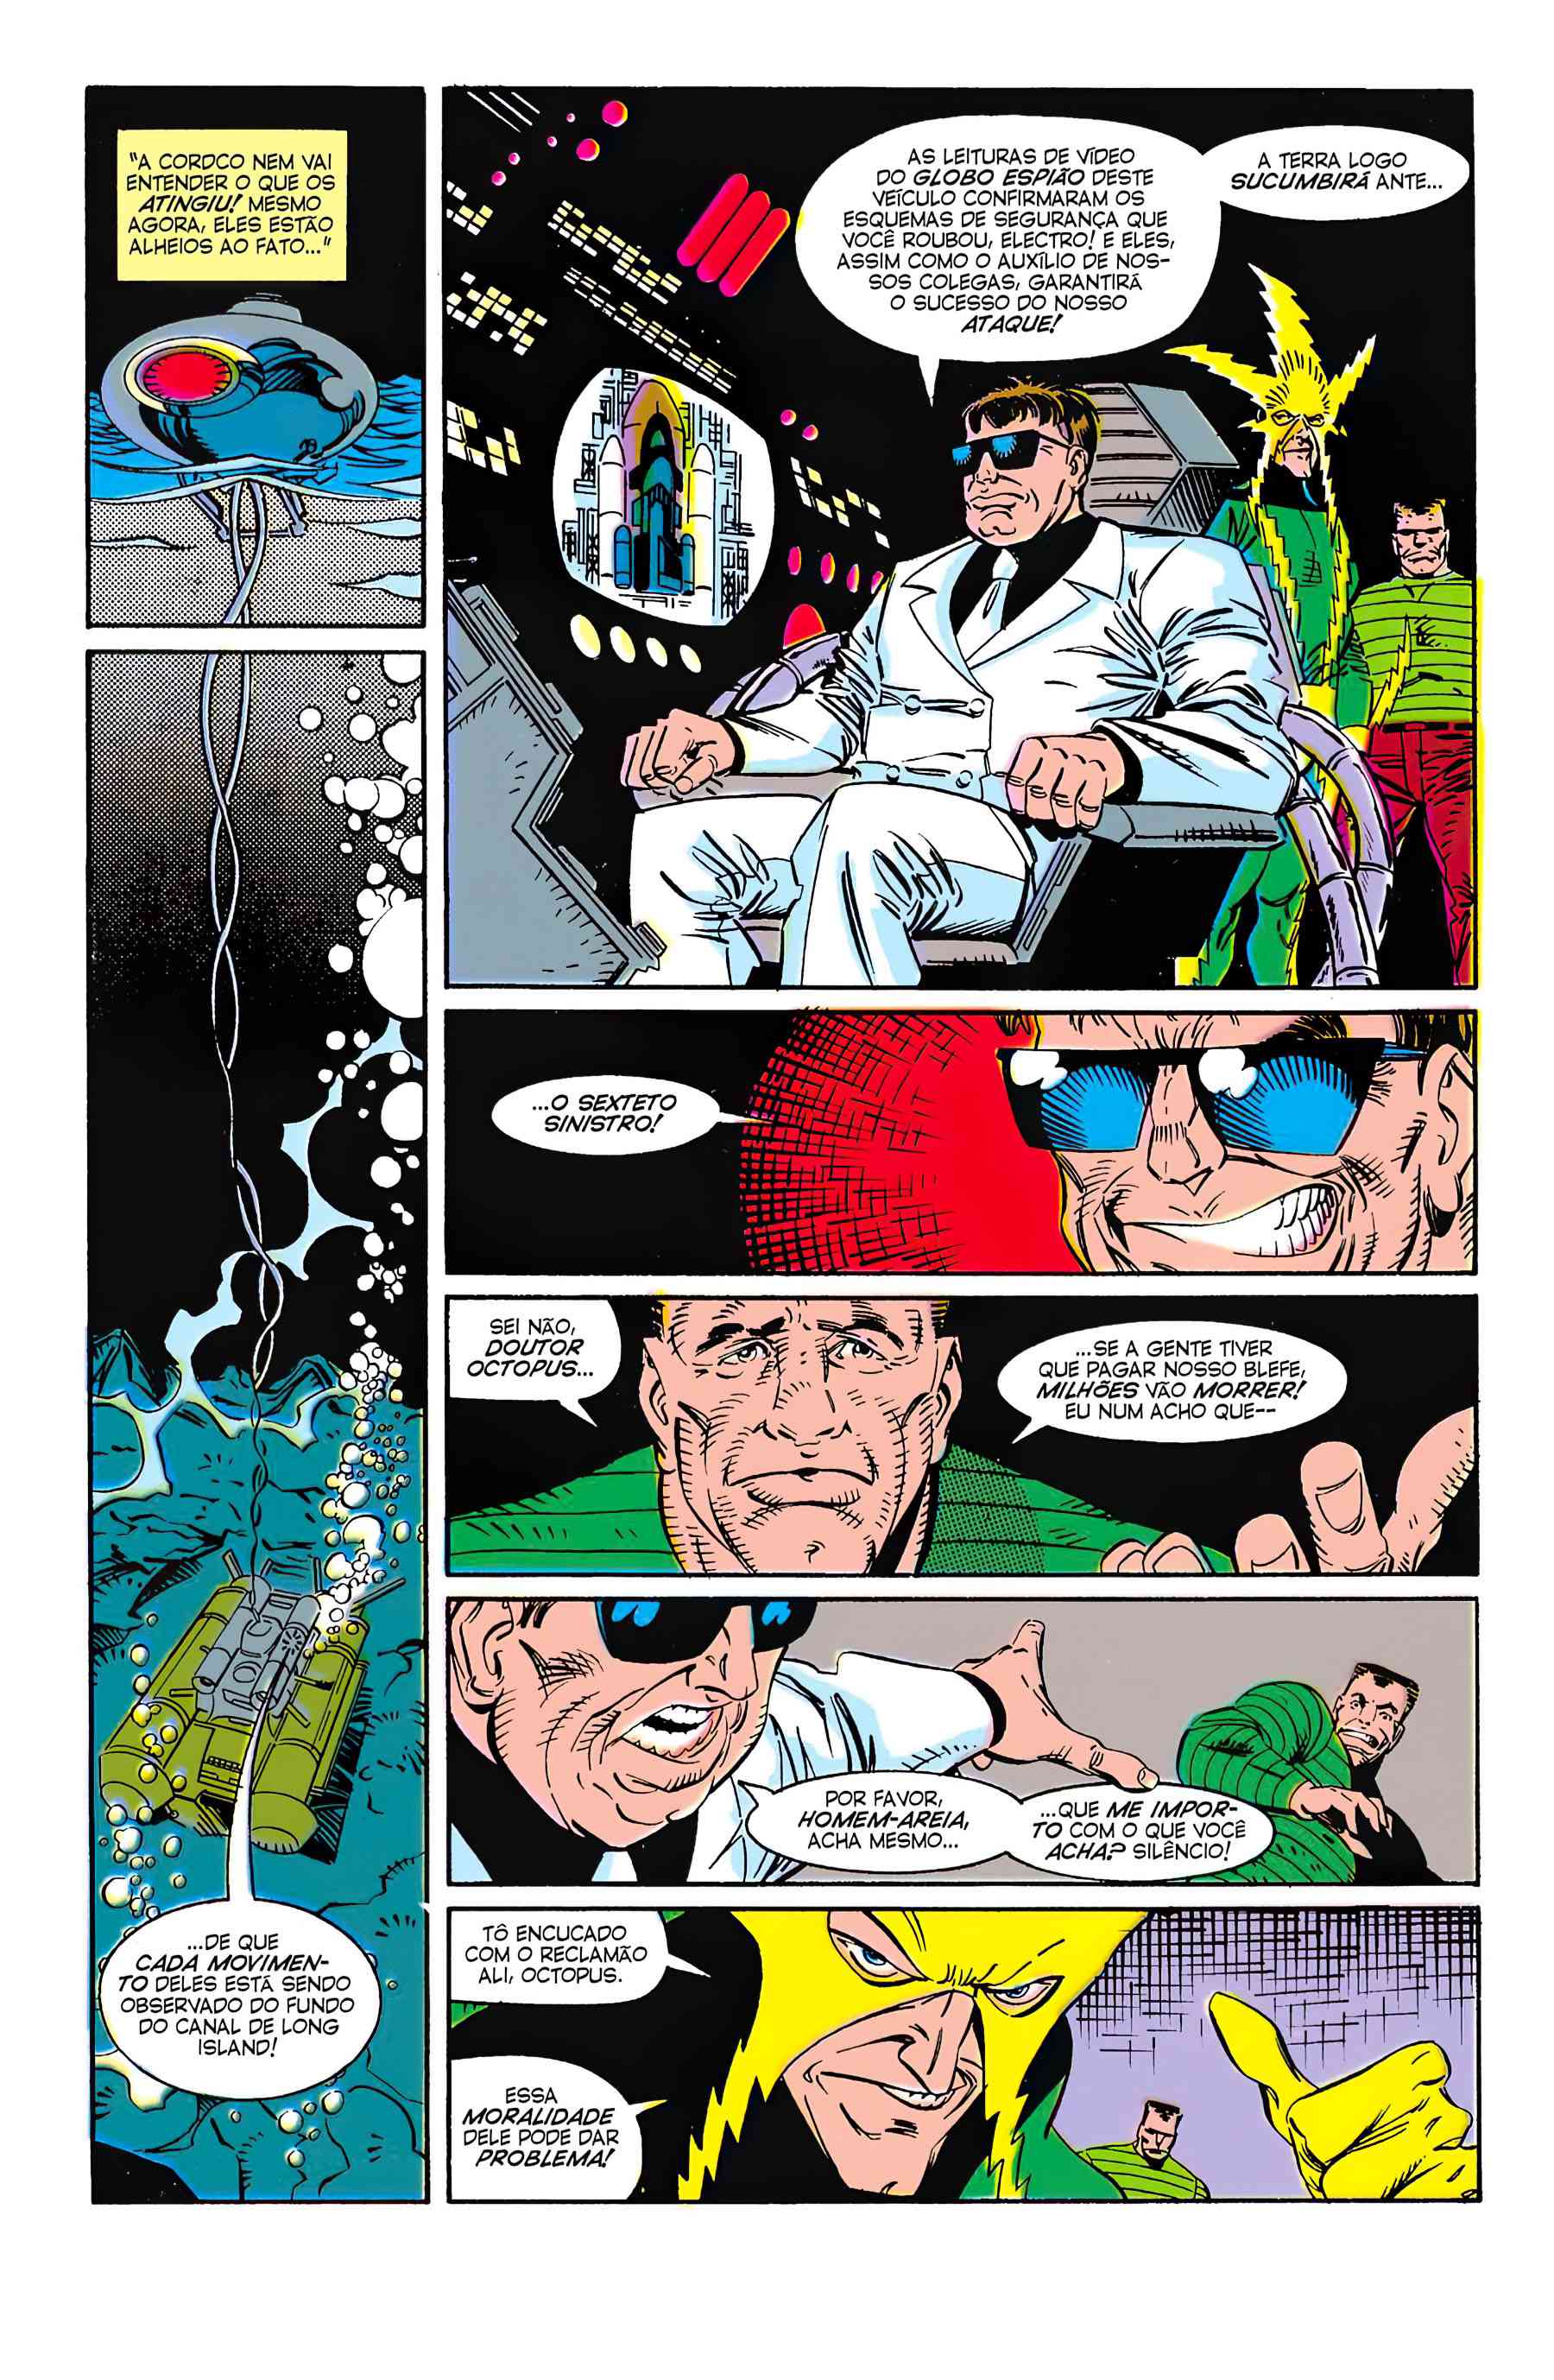 "A CORDCO NEM VAI
ENTENDER O QUE OS
ATINGIU! MESMO
AGORA, ELES ESTÃO
ALHEIOS AO FATO..."
...DE QUE
CADA MOVIMEN-
TO DELES ESTÁ SENDO
OBSERVADO DO FUNDO
DO CANAL DE LONG
ISLAND!
AS LEITURAS DE VÍDEO
DO GLOBO ESPIÃO DESTE
VEÍCULO CONFIRMARAM OS
ESQUEMAS DE SEGURANÇA QUE
VOCÊ ROUBOU, ELECTRO! E ELES,
ASSIM COMO O AUXÍLIO DE NOS-
SOS COLEGAS, GARANTIRÁ
O SUCESSO DO NOSSO
ATAQUE!
A TERRA LOGO
SUCUMBIRÁ ANTE...
...O SEXTETO
SINISTRO!
SEI NÃO,
DOUTOR
OCTOPUS...
...SE A GENTE TIVER
QUE PAGAR NOSSO BLEFE,
MILHÕES VÃO MORRER!
EU NUM ACHO QUE--
POR FAVOR,
HOMEM-AREIA,
ACHA MESMO...
...QUE ME IMPOR-
TO COM O QUE VOCÊ
ACHA? SILÊNCIO!
TÔ ENCUCADO
COM O RECLAMÃO
ALI, OCTOPUS.
ESSA
MORALIDADE
DELE PODE DAR
PROBLEMA!